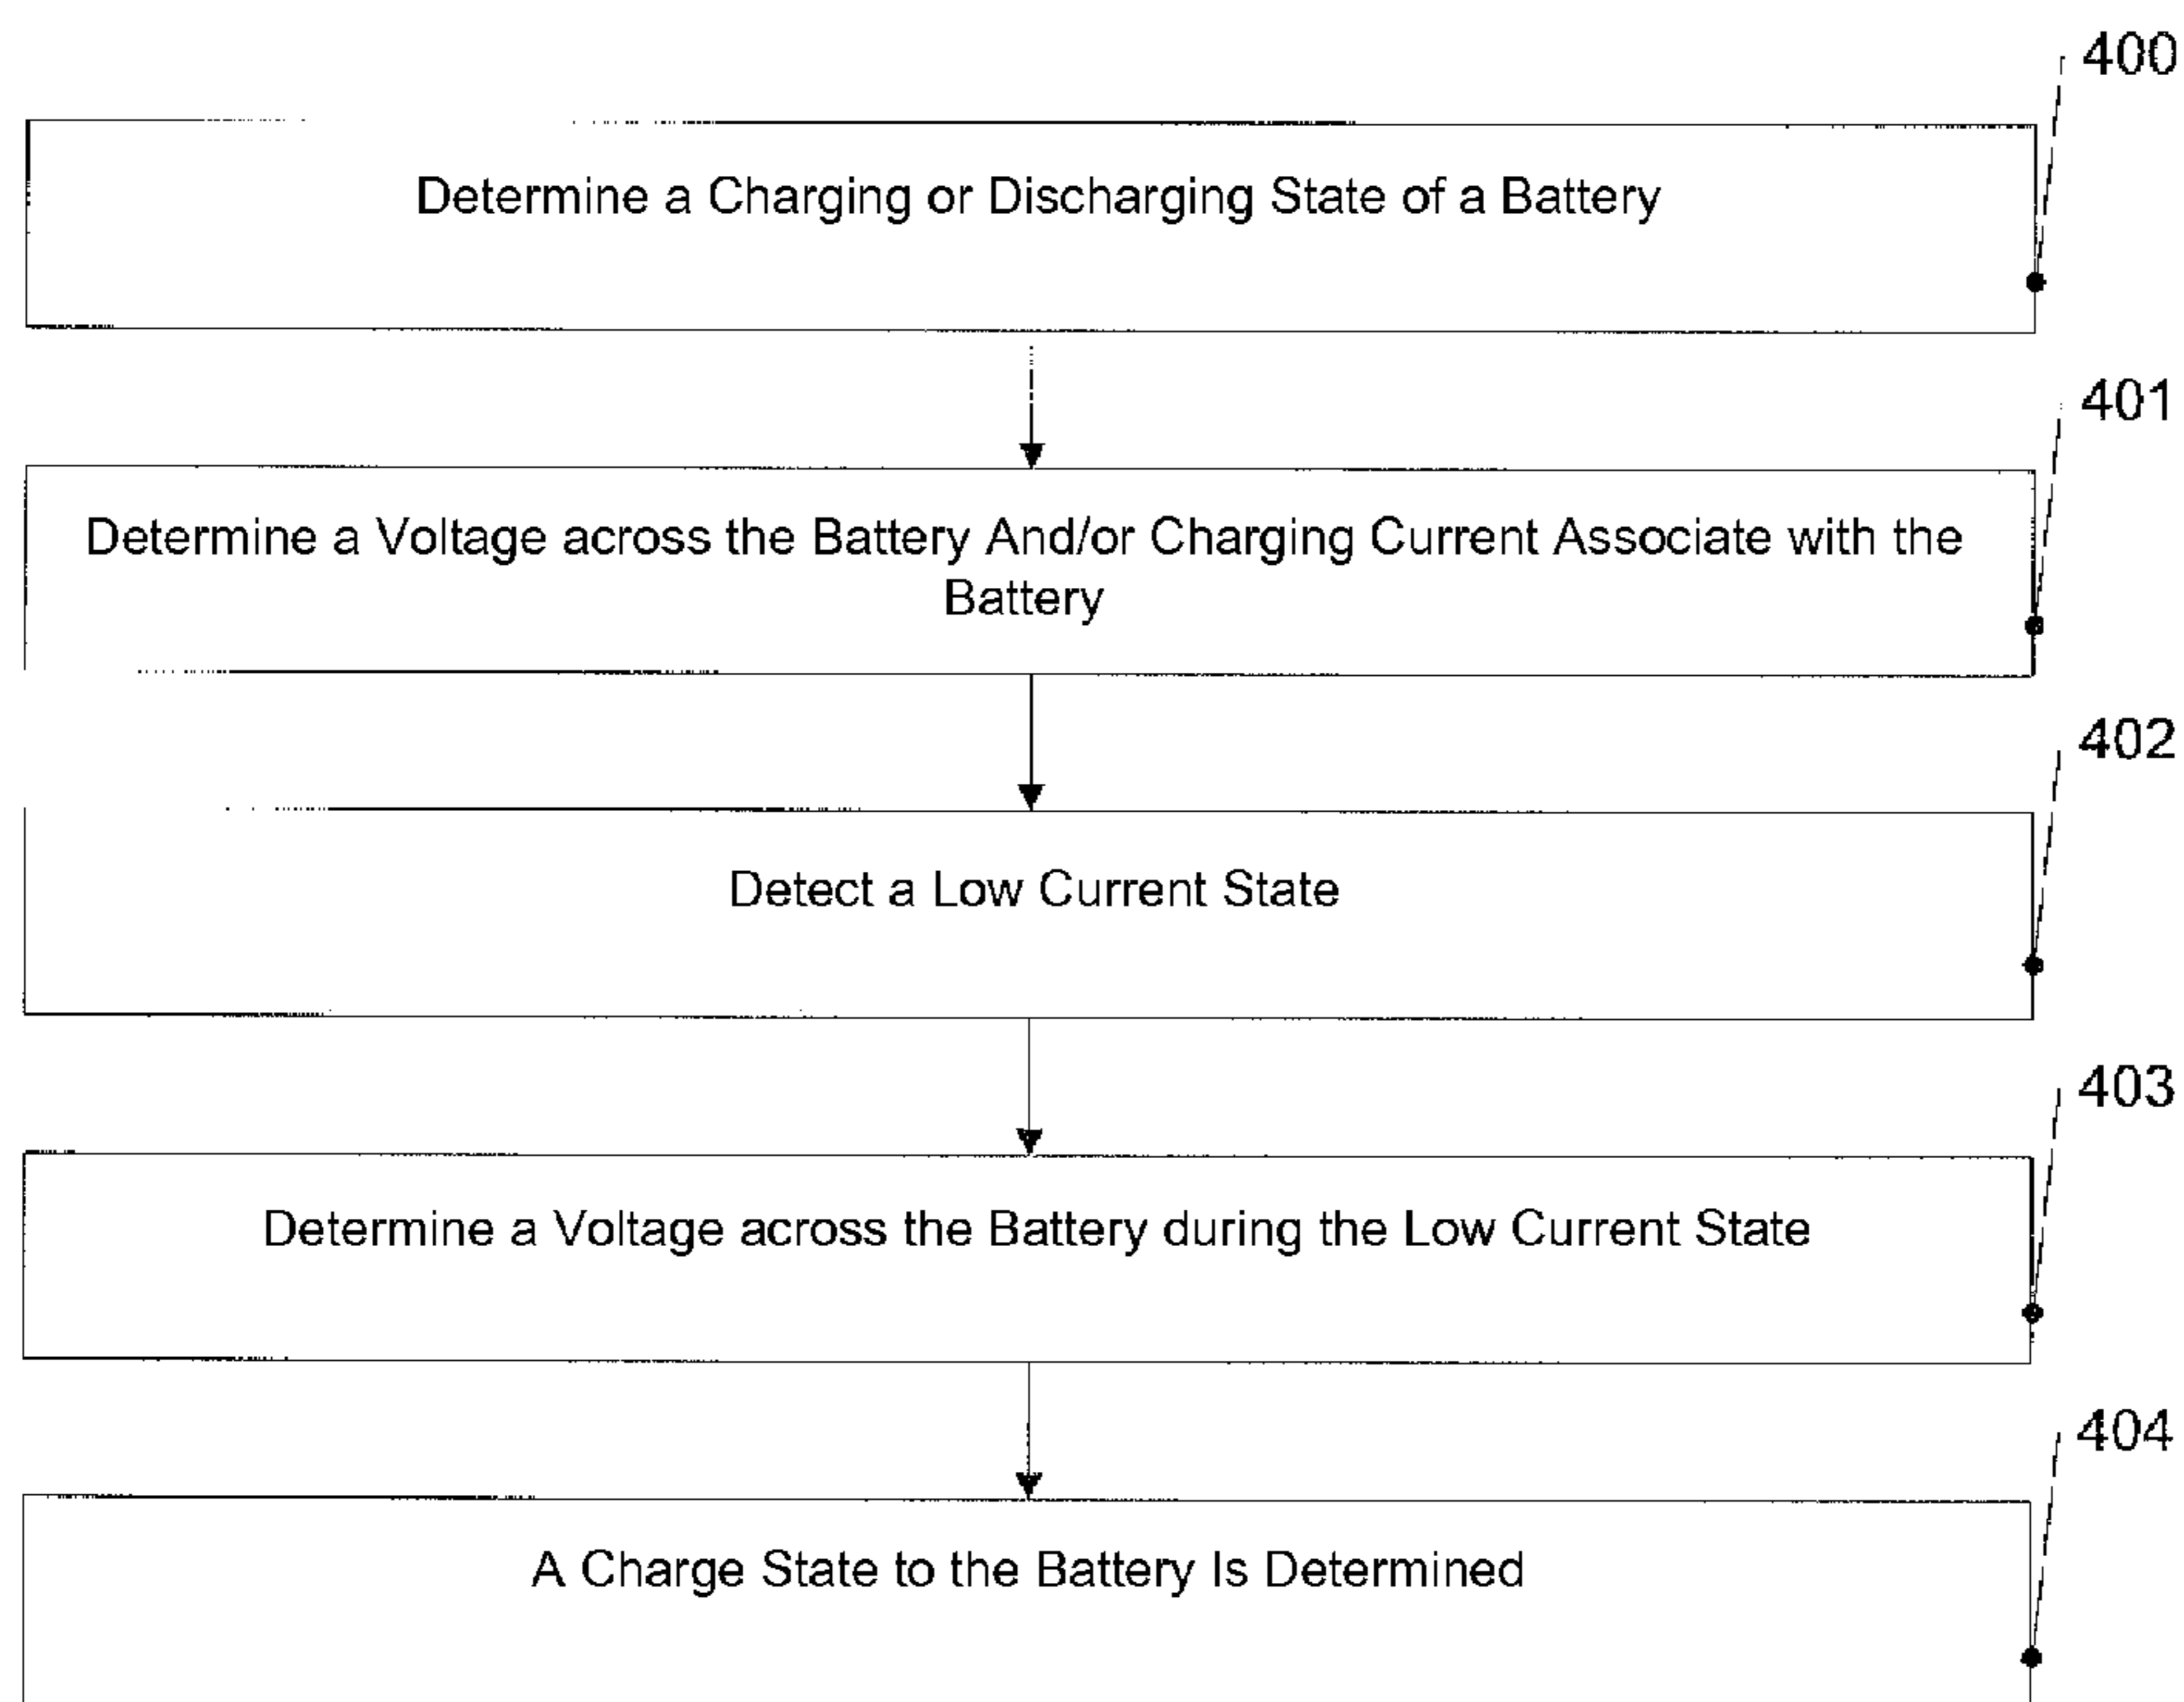 400
Determine a Charging or Discharging State of a Battery
401
Determine a Voltage across the Battery And/or Charging Current Associate with the
Battery
402
Detect a Low Current State
403
Determine a Voltage across the Battery during the Low Current State
404
A Charge State to the Battery Is Determined